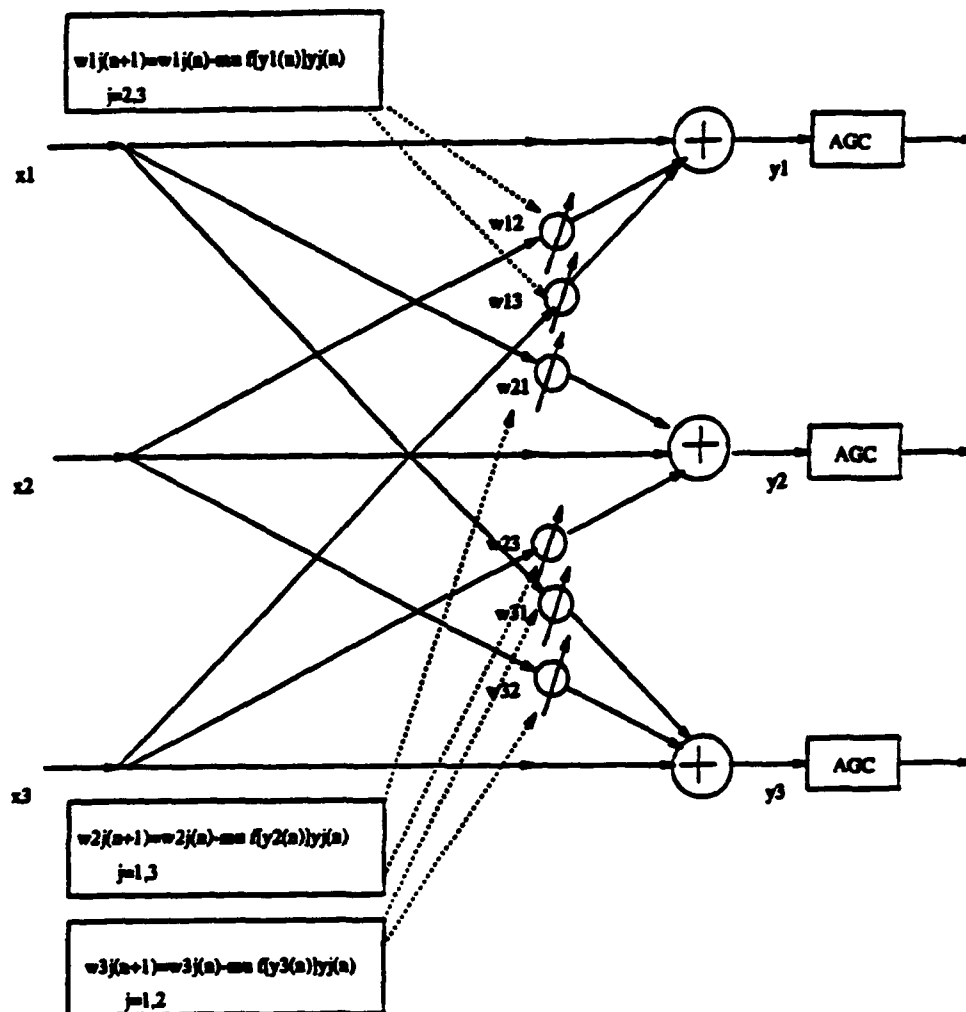 w1j(n+1)=w1j(n)-mu f[y1(n)]yj(n)
j=2,3
x1
y1
AGC
w12
w13
w21
x2
y2
AGC
w23
w31
w32
x3
y3
AGC
w2j(n+1)=w2j(n)-mu f[y2(n)]yj(n)
j=1,3
w3j(n+1)=w3j(n)-mu f[y3(n)]yj(n)
j=1,2